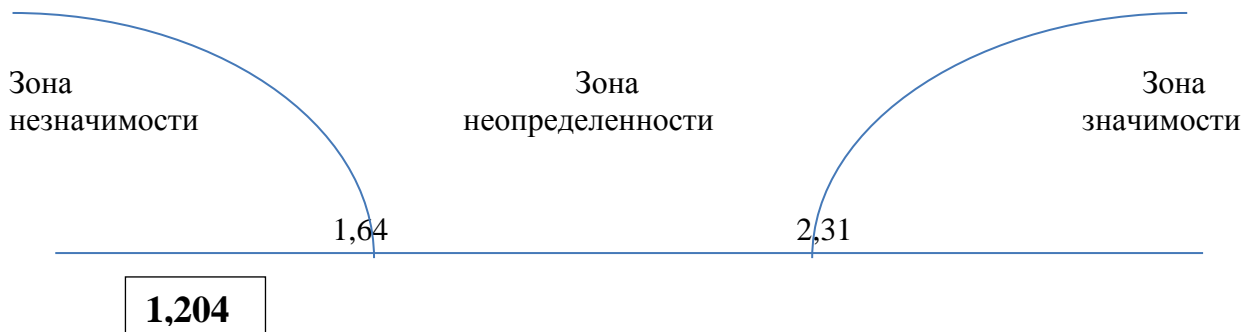 Зона
незначимости
Зона
неопределенности
Зона
значимости
1,64
2,31
1,204